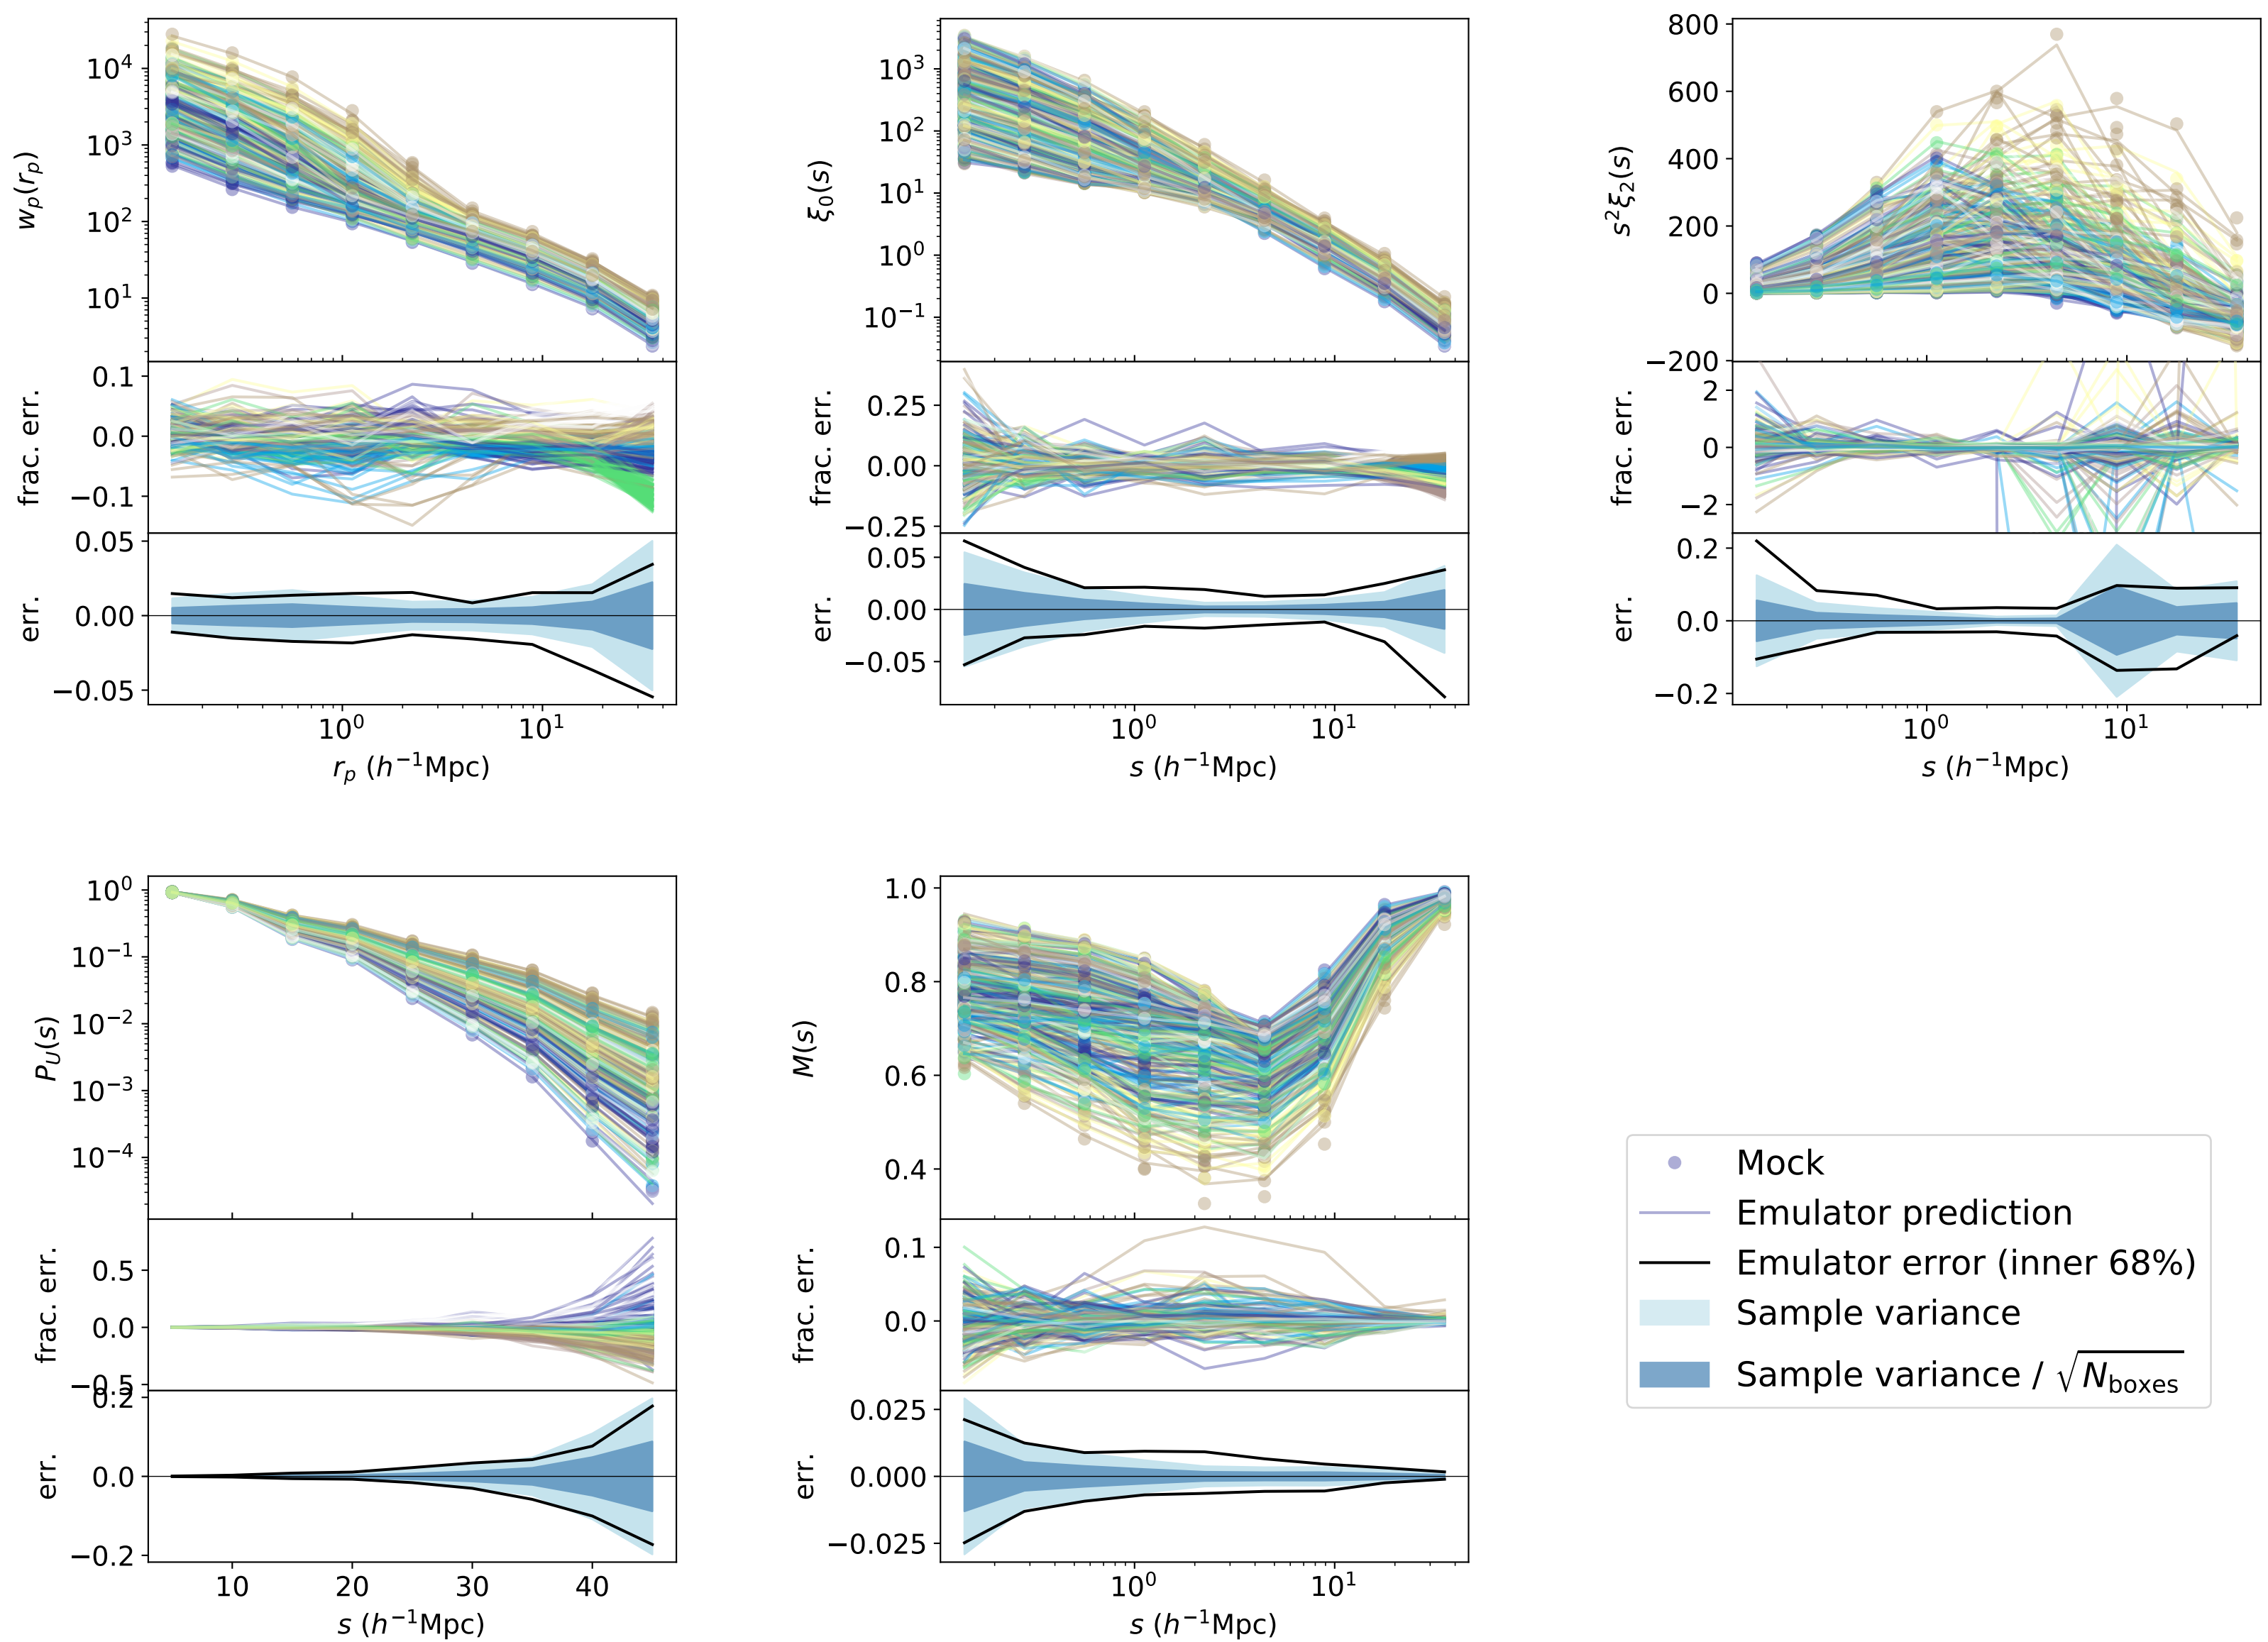 w_p(r_p)
10^4
10^3
10^2
10^1
frac. err.
0.1
0.0
−0.1
err.
0.05
0.00
−0.05
10^0 10^1
r_p (h^−1Mpc)
ξ_0(s)
10^3
10^2
10^1
10^0
10^−1
frac. err.
0.25
0.00
−0.25
err.
0.05
0.00
−0.05
10^0 10^1
s (h^−1Mpc)
s^2ξ_2(s)
800
600
400
200
0
−200
frac. err.
2
0
−2
err.
0.2
0.0
−0.2
10^0 10^1
s (h^−1Mpc)
P_U(s)
10^0
10^−1
10^−2
10^−3
10^−4
frac. err.
0.5
0.0
−0.5
err.
0.2
0.0
−0.2
10 20 30 40
s (h^−1Mpc)
M(s)
1.0
0.8
0.6
0.4
frac. err.
0.1
0.0
err.
0.025
0.000
−0.025
10^0 10^1
s (h^−1Mpc)
Mock
Emulator prediction
Emulator error (inner 68%)
Sample variance
Sample variance / √N_boxes